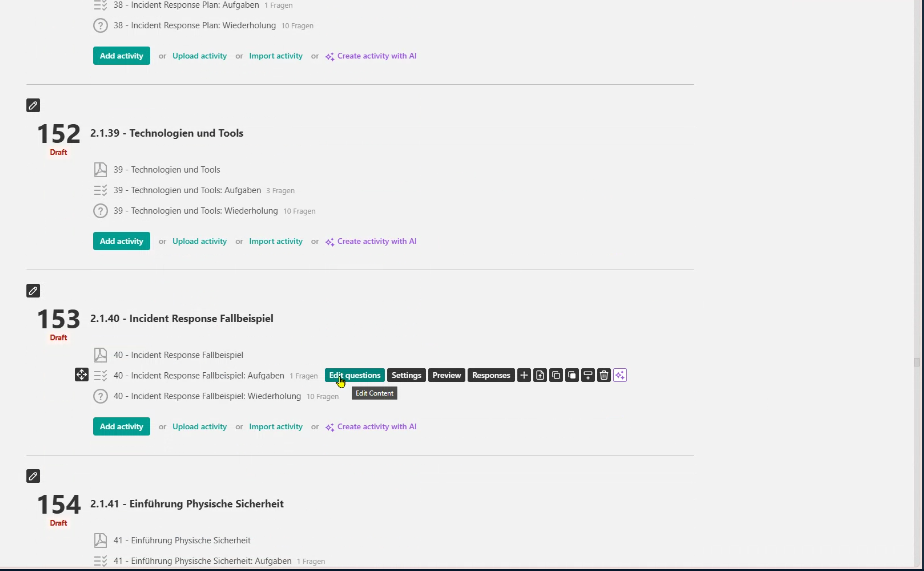 38 - Incident Response Plan: Aufgaben 1 Fragen
38 - Incident Response Plan: Wiederholung 10 Fragen
Add activity or Upload activity or Import activity or Create activity with AI
152 2.1.39 - Technologien und Tools
Draft
39 - Technologien und Tools
39 - Technologien und Tools: Aufgaben 3 Fragen
39 - Technologien und Tools: Wiederholung 10 Fragen
Add activity or Upload activity or Import activity or Create activity with AI
153 2.1.40 - Incident Response Fallbeispiel
Draft
40 - Incident Response Fallbeispiel
40 - Incident Response Fallbeispiel: Aufgaben 1 Fragen Edit questions Settings Preview Responses
40 - Incident Response Fallbeispiel: Wiederholung 10 Fragen Edit Content
Add activity or Upload activity or Import activity or Create activity with AI
154 2.1.41 - Einführung Physische Sicherheit
Draft
41 - Einführung Physische Sicherheit
41 - Einführung Physische Sicherheit: Aufgaben 1 Fragen